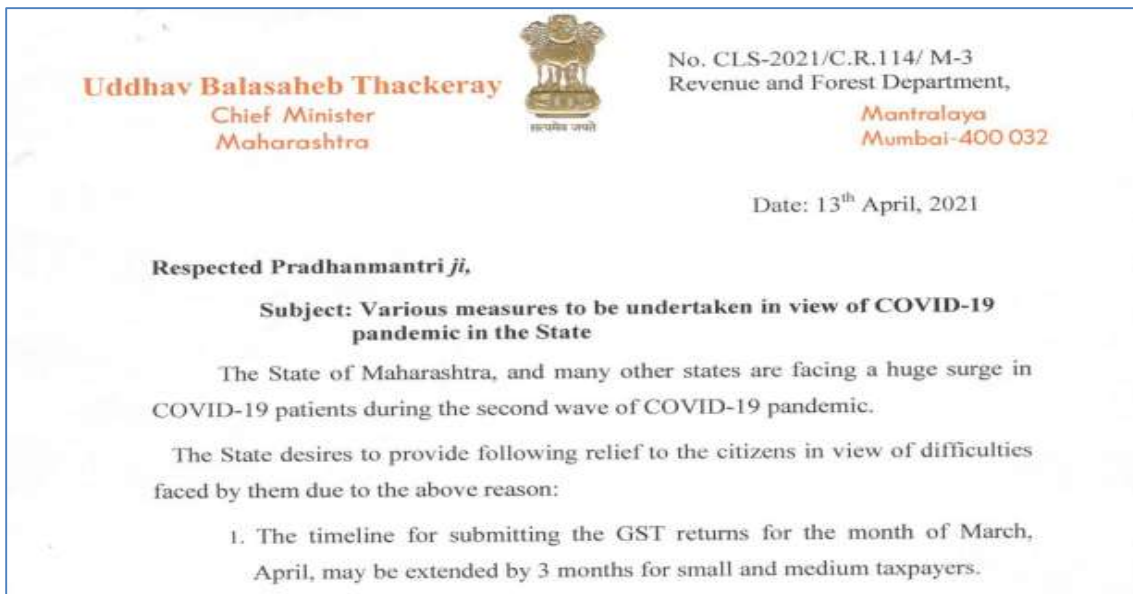 Uddhav Balasaheb Thackeray
Chief Minister
Maharashtra
सत्यमेव जयते
No. CLS-2021/C.R.114/ M-3
Revenue and Forest Department,
Mantralaya
Mumbai-400 032
Date: 13th April, 2021
Respected Pradhanmantri ji,
Subject: Various measures to be undertaken in view of COVID-19
pandemic in the State
The State of Maharashtra, and many other states are facing a huge surge in
COVID-19 patients during the second wave of COVID-19 pandemic.
The State desires to provide following relief to the citizens in view of difficulties
faced by them due to the above reason:
1. The timeline for submitting the GST returns for the month of March,
April, may be extended by 3 months for small and medium taxpayers.